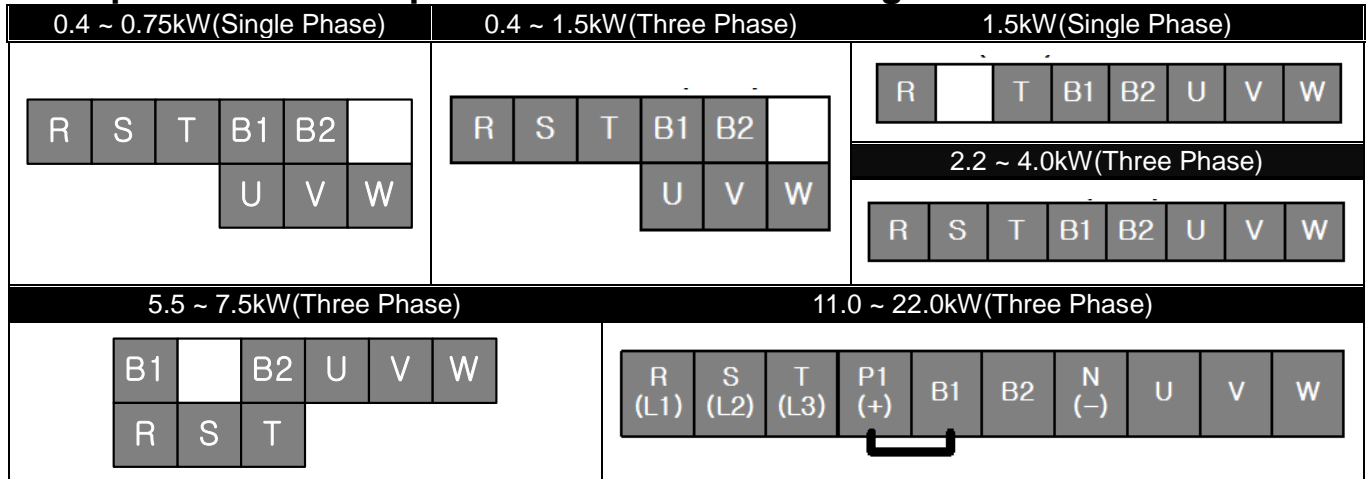 0.4 ~ 0.75kW(Single Phase)
R S T B1 B2
U V W
0.4 ~ 1.5kW(Three Phase)
R S T B1 B2
U V W
1.5kW(Single Phase)
R T B1 B2 U V W
2.2 ~ 4.0kW(Three Phase)
R S T B1 B2 U V W
5.5 ~ 7.5kW(Three Phase)
B1 B2 U V W
R S T
11.0 ~ 22.0kW(Three Phase)
R S T P1 B1 B2 N U V W
(L1) (L2) (L3) (+) (−)